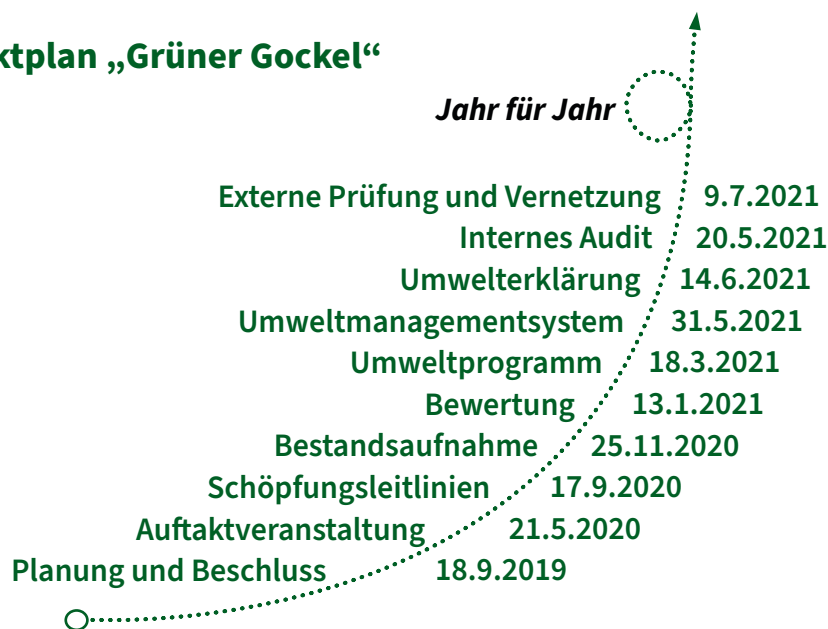 ktplan „Grüner Gockel“
Jahr für Jahr
Externe Prüfung und Vernetzung 9.7.2021
Internes Audit 20.5.2021
Umwelterklärung 14.6.2021
Umweltmanagementsystem 31.5.2021
Umweltprogramm 18.3.2021
Bewertung 13.1.2021
Bestandsaufnahme 25.11.2020
Schöpfungsleitlinien 17.9.2020
Auftaktveranstaltung 21.5.2020
Planung und Beschluss 18.9.2019